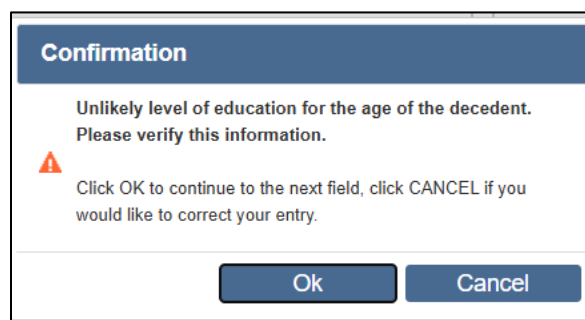 Confirmation
Unlikely level of education for the age of the decedent.
Please verify this information.
Click OK to continue to the next field, click CANCEL if you
would like to correct your entry.
Ok Cancel